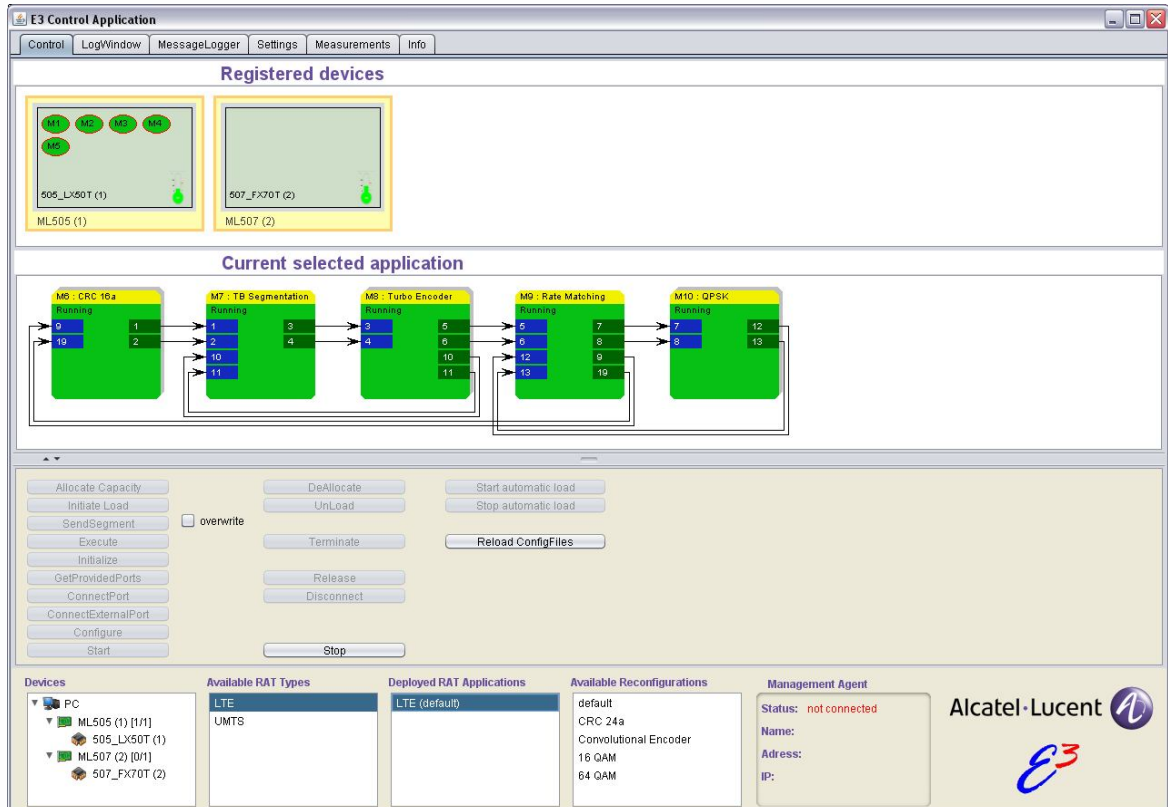 E3 Control Application
Control LogWindow MessageLogger Settings Measurements Info
Registered devices
M1 M2 M3 M4
M5
505_LX50T (1) 507_FX70T (2)
ML505 (1) ML507 (2)
Current selected application
M6 : CRC 16a M7 : TB Segmentation M8 : Turbo Encoder M9 : Rate Matching M10 : QPSK
Running Running Running Running Running
9 1 1 3 3 5 5 7 7 12
19 2 2 4 4 6 6 8 8 13
10 10 12 9
11 11 13 19
Allocate Capacity DeAllocate Start automatic load
Initiate Load UnLoad Stop automatic load
SendSegment overwrite
Execute Terminate Reload ConfigFiles
Initialize
GetProvidedPorts Release
ConnectPort Disconnect
ConnectExternalPort
Configure
Start Stop
Devices Available RAT Types Deployed RAT Applications Available Reconfigurations Management Agent
PC LTE LTE (default) default Status: not connected
ML505 (1) [1/1] UMTS CRC 24a Name:
505_LX50T (1) Convolutional Encoder
ML507 (2) [0/1] 16 QAM Adress:
507_FX70T (2) 64 QAM IP:
Alcatel·Lucent
E3